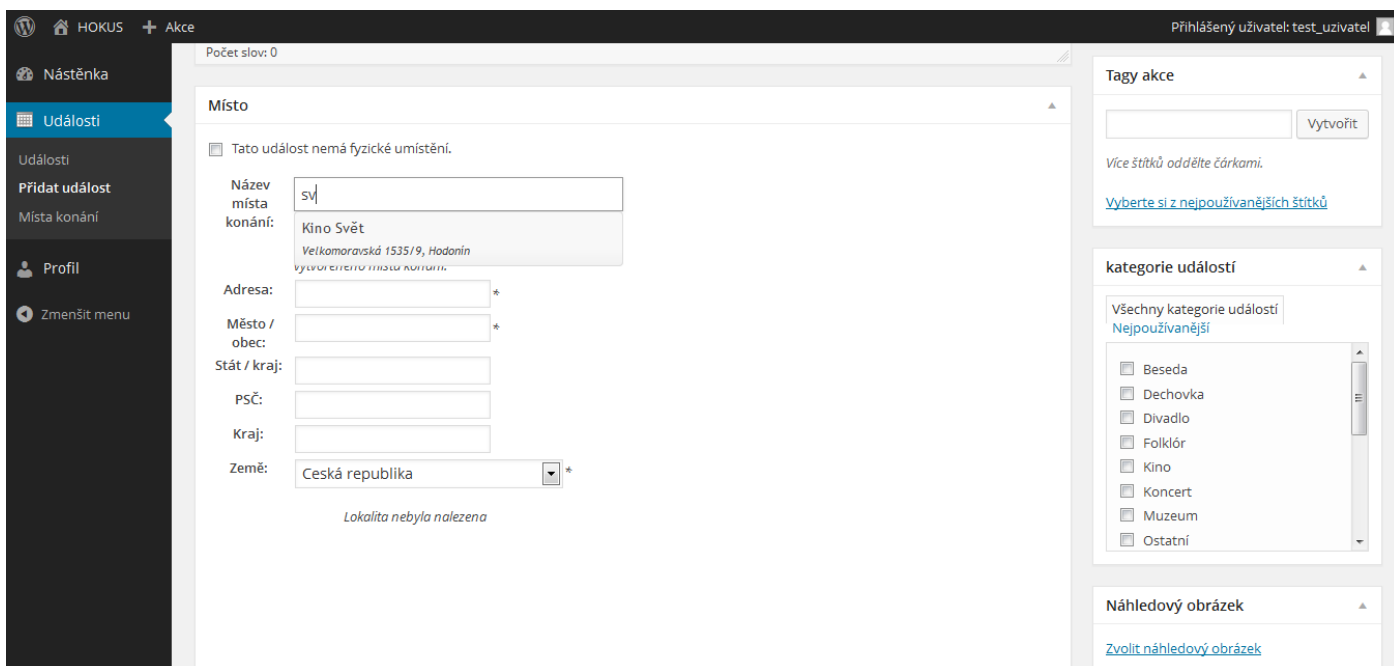 HOKUS
Akce
Přihlášený uživatel: test_uzivatel
Nástěnka
Události
Události
Přidat událost
Místa konání
Profil
Zmenšit menu
Počet slov: 0
Místo
Tato událost nemá fyzické umístění.
Název
místa
konání:
sv
Kino Svět
Velkomoravská 1535/9, Hodonín
vytvořeného místa konání.
Adresa:
*
Město /
obec:
*
Stát / kraj:
PSČ:
Kraj:
Země:
Česká republika
*
Lokalita nebyla nalezena
Tagy akce
Vytvořit
Více štítků oddělte čárkami.
Vyberte si z nejpoužívanějších štítků
kategorie událostí
Všechny kategorie událostí
Nejpoužívanější
Beseda
Dechovka
Divadlo
Folklór
Kino
Koncert
Muzeum
Ostatní
Náhledový obrázek
Zvolit náhledový obrázek